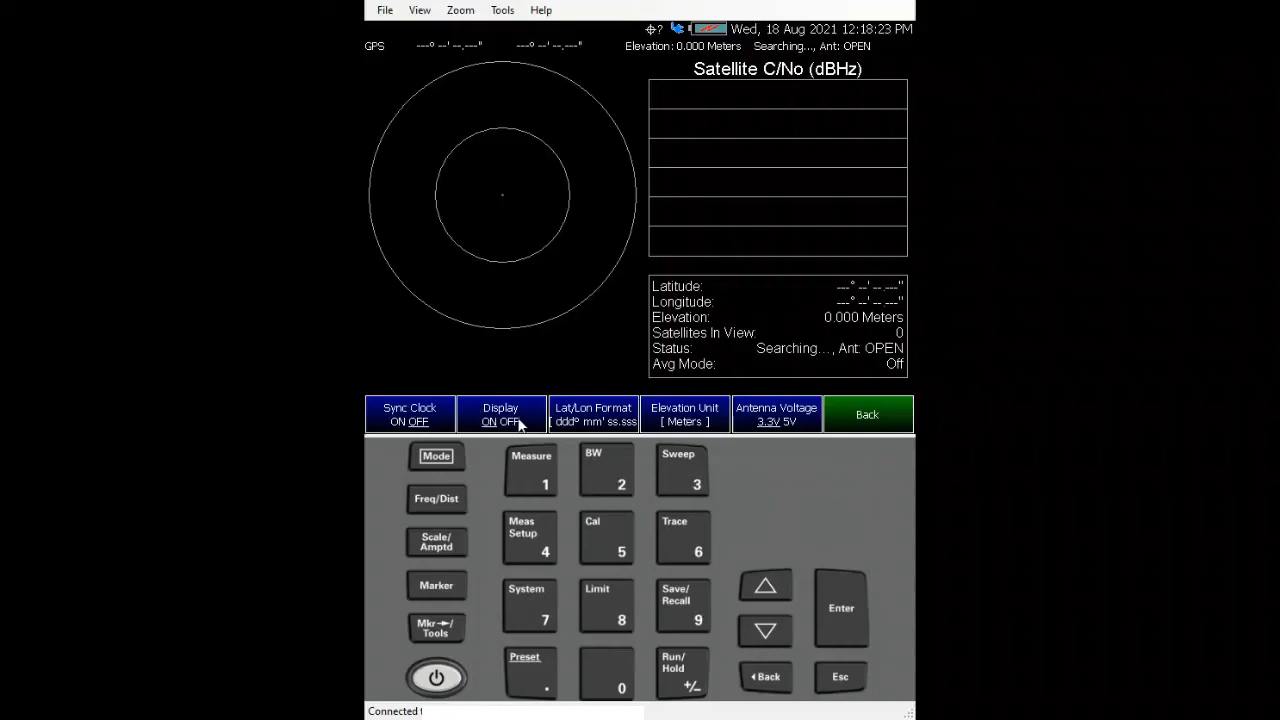 File View Zoom Tools Help
? Wed, 18 Aug 2021 12:18:23 PM
GPS ---° --' --.---" ---° --' --.---" Elevation: 0.000 Meters Searching..., Ant: OPEN
Satellite C/No (dBHz)
Latitude: ---° --' --.---"
Longitude: ---° --' --.---"
Elevation: 0.000 Meters
Satellites In View: 0
Status: Searching..., Ant: OPEN
Avg Mode: Off
Sync Clock
ON OFF
Display
ON OFF
Lat/Lon Format
[ ddd° mm' ss.sss
Elevation Unit
[ Meters ]
Antenna Voltage
3.3V 5V
Back
Mode
Freq/Dist
Scale/
Amptd
Marker
Mkr→/
Tools
Measure
1
BW
2
Sweep
3
Meas
Setup
4
Cal
5
Trace
6
System
7
Limit
8
Save/
Recall
9
Preset
.
0
Run/
Hold
+/−
Enter
Back
Esc
Connected